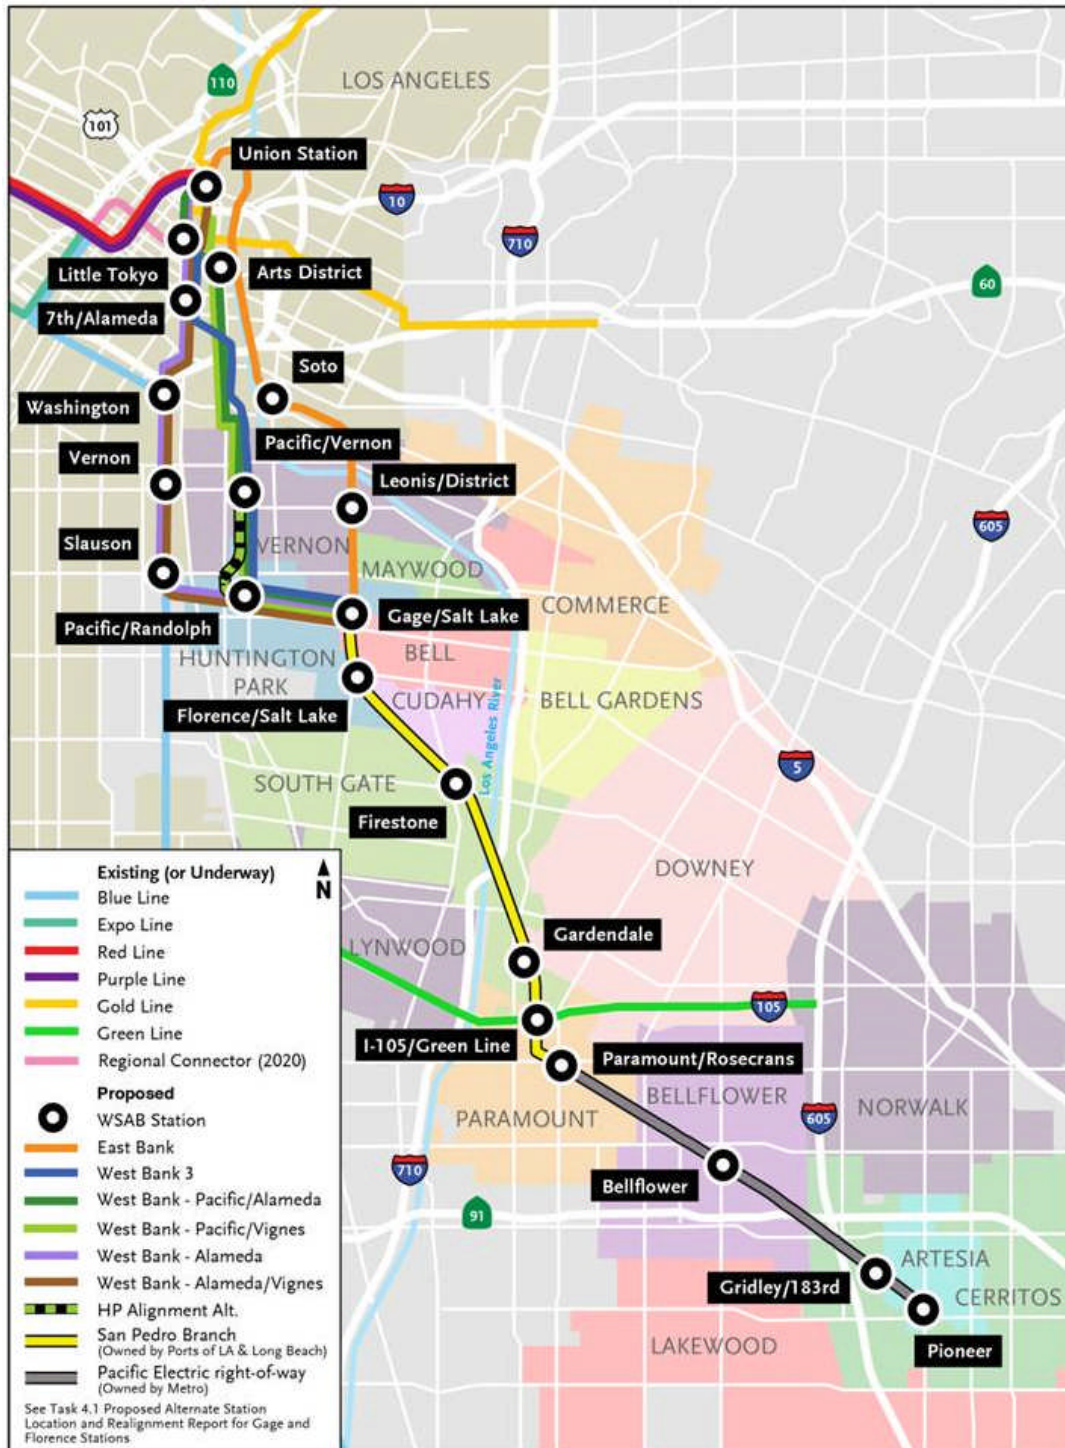 LOS ANGELES
110
101
Union Station
10
710
Little Tokyo
Arts District
60
7th/Alameda
Soto
Washington
Pacific/Vernon
Vernon
Leonis/District
605
Slauson
VERNON
MAYWOOD
COMMERCE
Gage/Salt Lake
Pacific/Randolph
BELL
HUNTINGTON
PARK
CUDAHY
BELL GARDENS
Florence/Salt Lake
Los Angeles River
5
SOUTH GATE
Firestone
DOWNEY
Gardendale
LYNWOOD
105
I-105/Green Line
Paramount/Rosecrans
BELLFLOWER
PARAMOUNT
NORWALK
605
710
Bellflower
91
ARTESIA
Gridley/183rd
CERRITOS
LAKEWOOD
Pioneer
Existing (or Underway)
N
Blue Line
Expo Line
Red Line
Purple Line
Gold Line
Green Line
Regional Connector (2020)
Proposed
WSAB Station
East Bank
West Bank 3
West Bank - Pacific/Alameda
West Bank - Pacific/Vignes
West Bank - Alameda
West Bank - Alameda/Vignes
HP Alignment Alt.
San Pedro Branch
(Owned by Ports of LA & Long Beach)
Pacific Electric right-of-way
(Owned by Metro)
See Task 4.1 Proposed Alternate Station
Location and Realignment Report for Gage and
Florence Stations